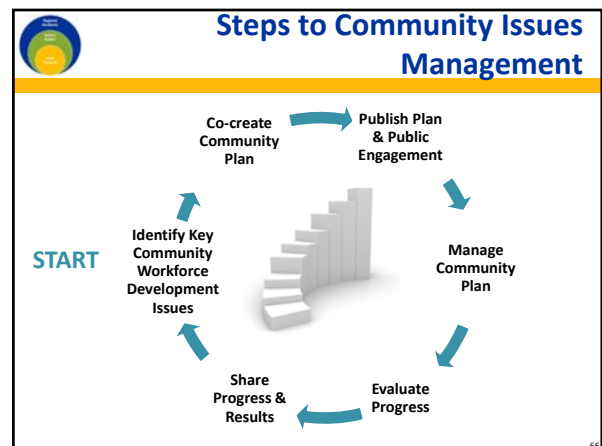 Steps to Community Issues
Management
Co-create
Community
Plan
Publish Plan
& Public
Engagement
START
Identify Key
Community
Workforce
Development
Issues
Manage
Community
Plan
Share
Progress &
Results
Evaluate
Progress
66